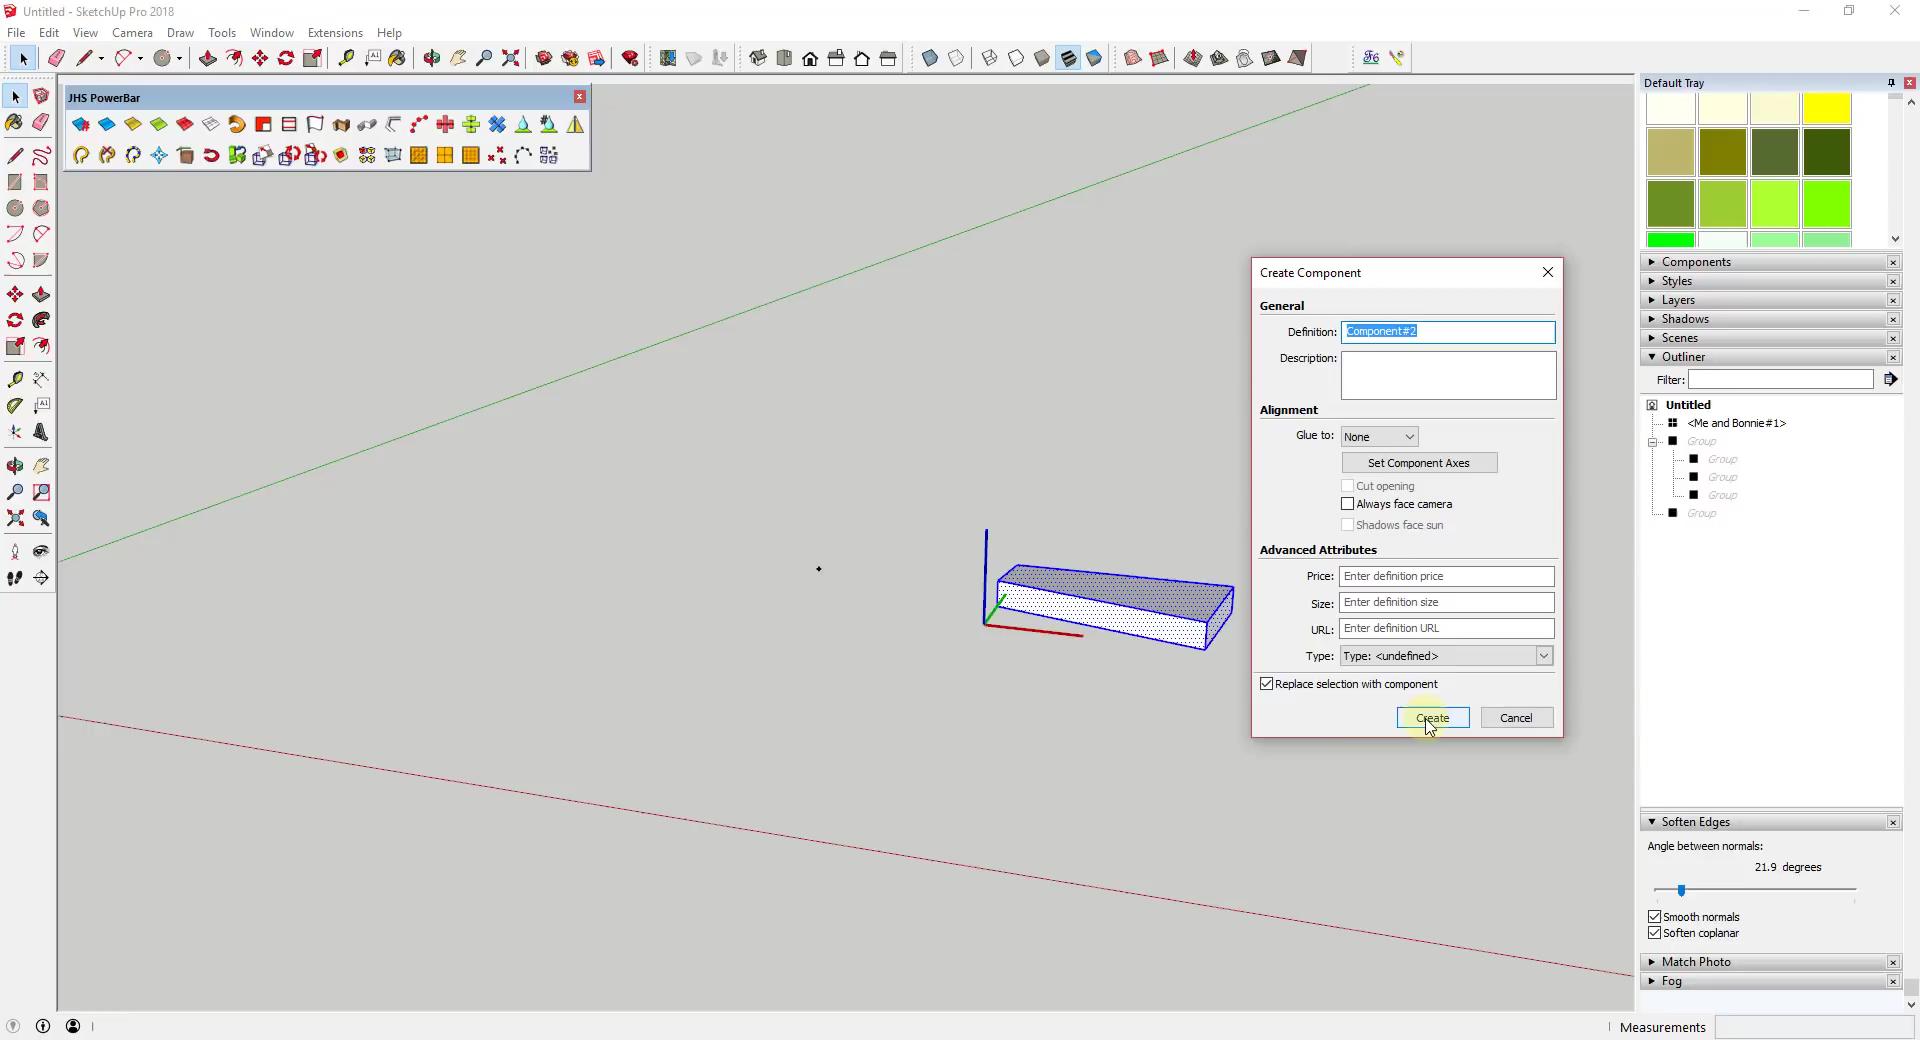 Untitled - SketchUp Pro 2018
File Edit View Camera Draw Tools Window Extensions Help
JHS PowerBar
Default Tray
Components
Styles
Layers
Shadows
Scenes
Outliner
Filter:
Untitled
<Me and Bonnie#1>
Group
Group
Group
Group
Group
Create Component
General
Definition: Component#2
Description:
Alignment
Glue to: None
Set Component Axes
Cut opening
Always face camera
Shadows face sun
Advanced Attributes
Price: Enter definition price
Size: Enter definition size
URL: Enter definition URL
Type: Type: <undefined>
Replace selection with component
Create Cancel
Soften Edges
Angle between normals:
21.9 degrees
Smooth normals
Soften coplanar
Match Photo
Fog
Measurements